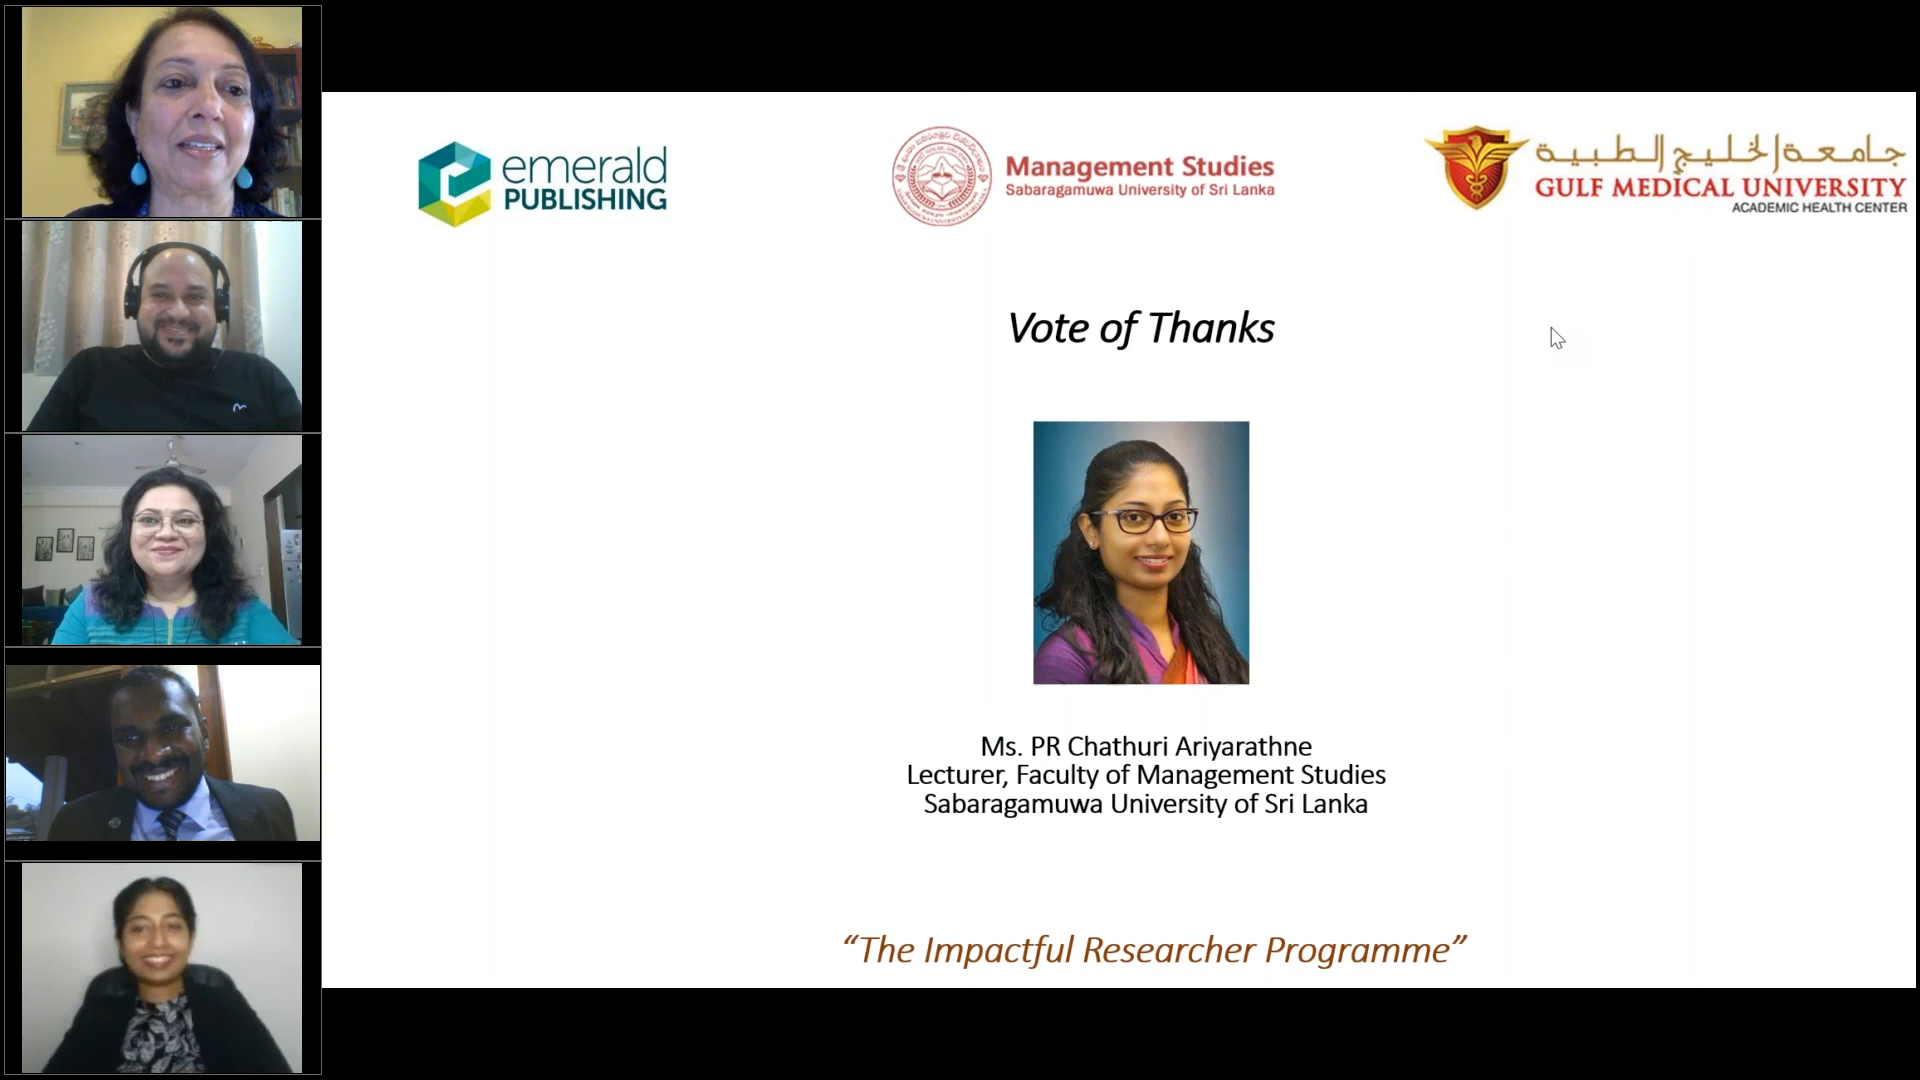 emerald
PUBLISHING
Management Studies
Sabaragamuwa University of Sri Lanka
جامعة الخليج الطبية
GULF MEDICAL UNIVERSITY
ACADEMIC HEALTH CENTER
Vote of Thanks
Ms. PR Chathuri Ariyarathne
Lecturer, Faculty of Management Studies
Sabaragamuwa University of Sri Lanka
“The Impactful Researcher Programme”